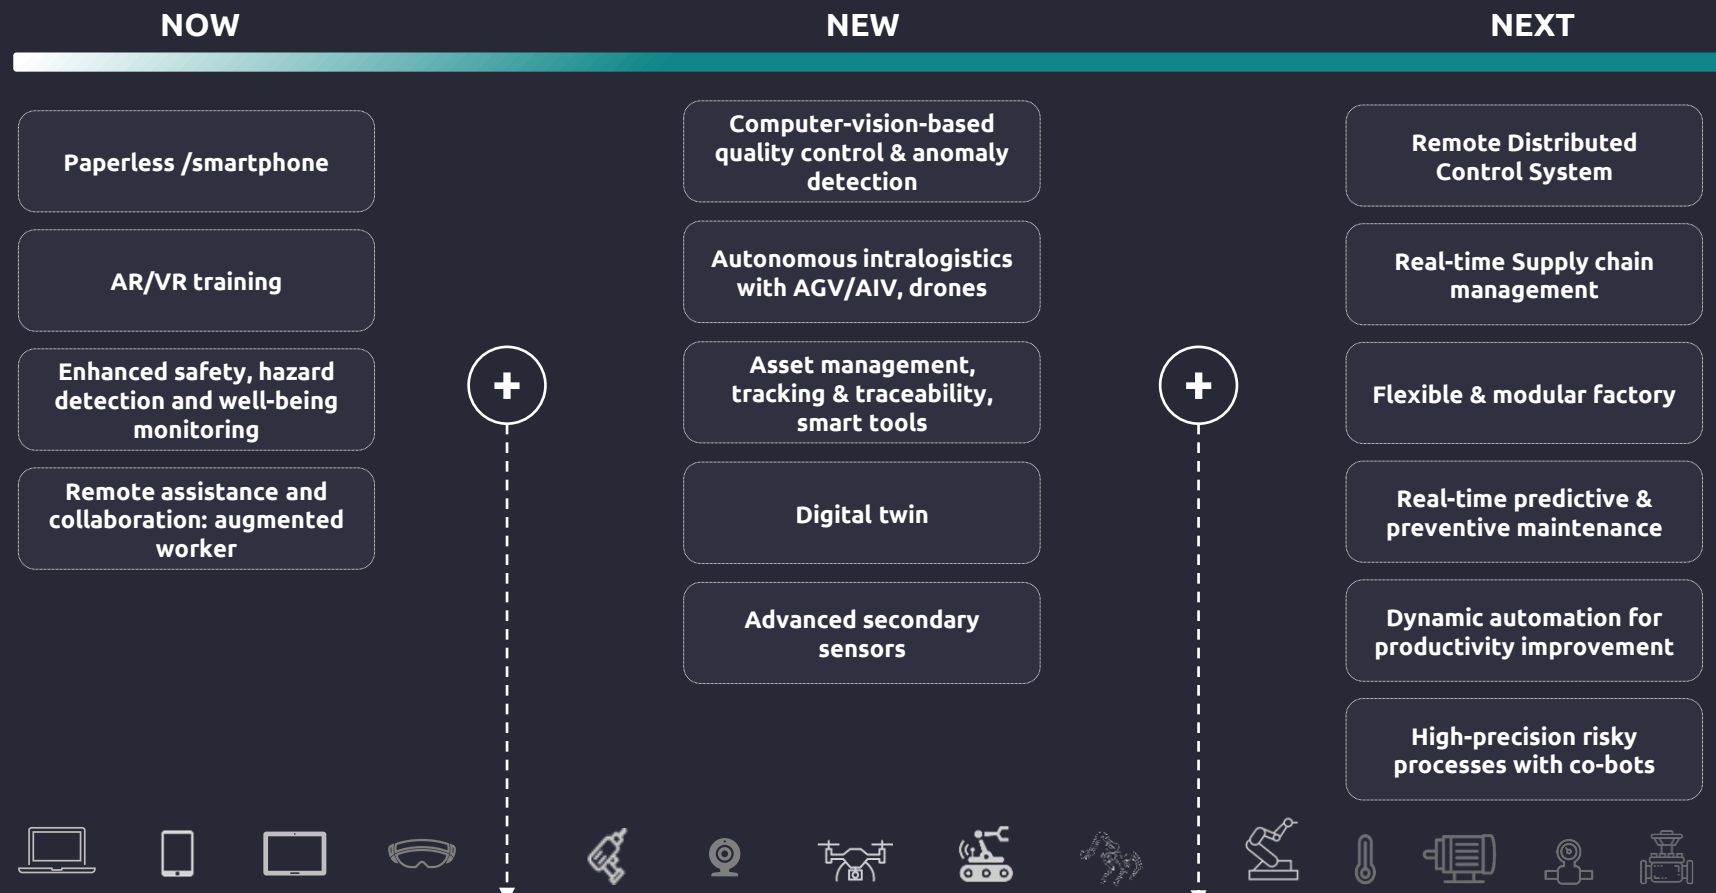 NOW
NEW
NEXT
Paperless /smartphone
AR/VR training
Enhanced safety, hazard
detection and well-being
monitoring
Remote assistance and
collaboration: augmented
worker
Computer-vision-based
quality control & anomaly
detection
Autonomous intralogistics
with AGV/AIV, drones
Asset management,
tracking & traceability,
smart tools
Digital twin
Advanced secondary
sensors
Remote Distributed
Control System
Real-time Supply chain
management
Flexible & modular factory
Real-time predictive &
preventive maintenance
Dynamic automation for
productivity improvement
High-precision risky
processes with co-bots